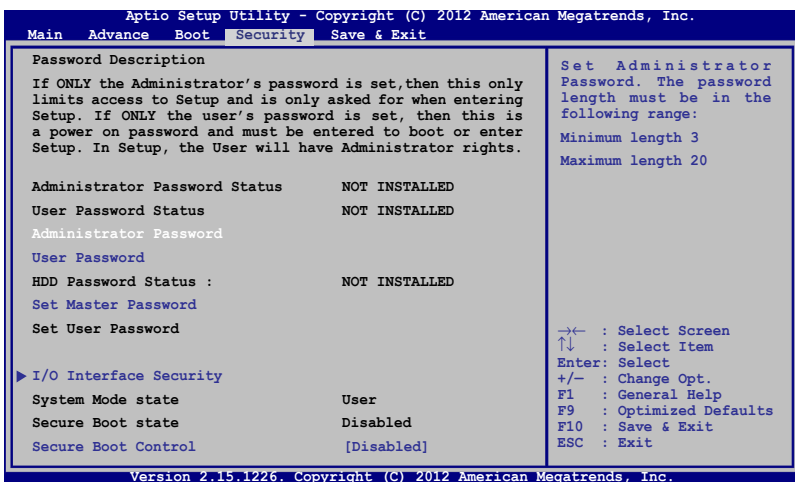 Aptio Setup Utility - Copyright (C) 2012 American Megatrends, Inc.
Main Advance Boot Security Save & Exit
Password Description
If ONLY the Administrator's password is set,then this only
limits access to Setup and is only asked for when entering
Setup. If ONLY the user's password is set, then this is
a power on password and must be entered to boot or enter
Setup. In Setup, the User will have Administrator rights.
Administrator Password Status NOT INSTALLED
User Password Status NOT INSTALLED
Administrator Password
User Password
HDD Password Status : NOT INSTALLED
Set Master Password
Set User Password
I/O Interface Security
System Mode state User
Secure Boot state Disabled
Secure Boot Control [Disabled]
Set Administrator
Password. The password
length must be in the
following range:
Minimum length 3
Maximum length 20
→← : Select Screen
↑↓ : Select Item
Enter: Select
+/— : Change Opt.
F1 : General Help
F9 : Optimized Defaults
F10 : Save & Exit
ESC : Exit
Version 2.15.1226. Copyright (C) 2012 American Megatrends, Inc.